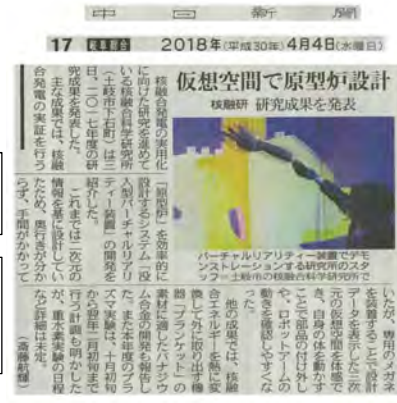 中日新聞
17 岐阜総合 2018年(平成30年)4月4日(水曜日)
仮想空間で原型炉設計
核融研 研究成果を発表
核融合発電の実用化
に向けた研究を進めて
いる核融合科学研究所
(土岐市下石町)は三
日、二〇一七年度の研
究成果を発表した。
主な成果では、核融
合発電の実証を行う
「原型炉」を効率的に
設計するシステム「没
入型バーチャルリアリ
ティー装置」の開発を
紹介した。
これまでは二次元の
情報を基に設計してい
たため、奥行きが分か
らず、手間がかかって
バーチャルリアリティー装置でデモ
ンストレーションする研究所のスタ
ッフ=土岐市の核融合科学研究所で
いたが、専用のメガネ
を装着することで設計
データを表示した三次
元の仮想空間を体感で
き、自身の体を動かす
ことで部品の付け外し
や、ロボットアームの
動きを確認しやすくな
った。
他の成果では、核融
合エネルギーを熱に変
換して外に取り出す機
器「ブランケット」の
素材に適したバナジウ
ム合金の開発も報告し
た。また本年度のプラ
ズマ実験は、十月初旬
から翌年二月初旬まで
行う計画も明かした
が、重水素実験の日程
など詳細は未定。
(斎藤航輝)